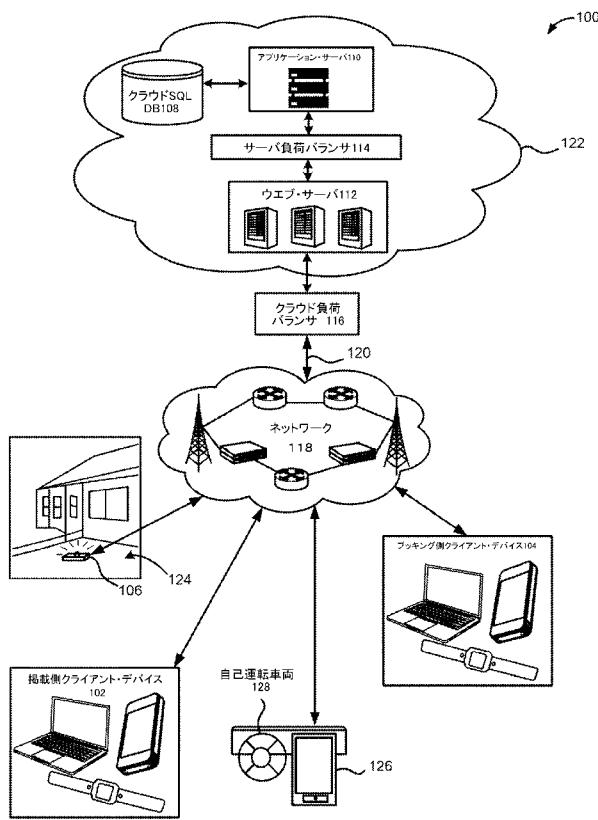 100
アプリケーション・サーバ110
クラウドSQL
DB108
サーバ負荷バランサ114
122
ウエブ・サーバ112
クラウド負荷
バランサ 116
120
ネットワーク
118
106
124
ブッキング側クライアント・デバイス104
掲載側クライアント・デバイス
102
自己運転車両
128
126